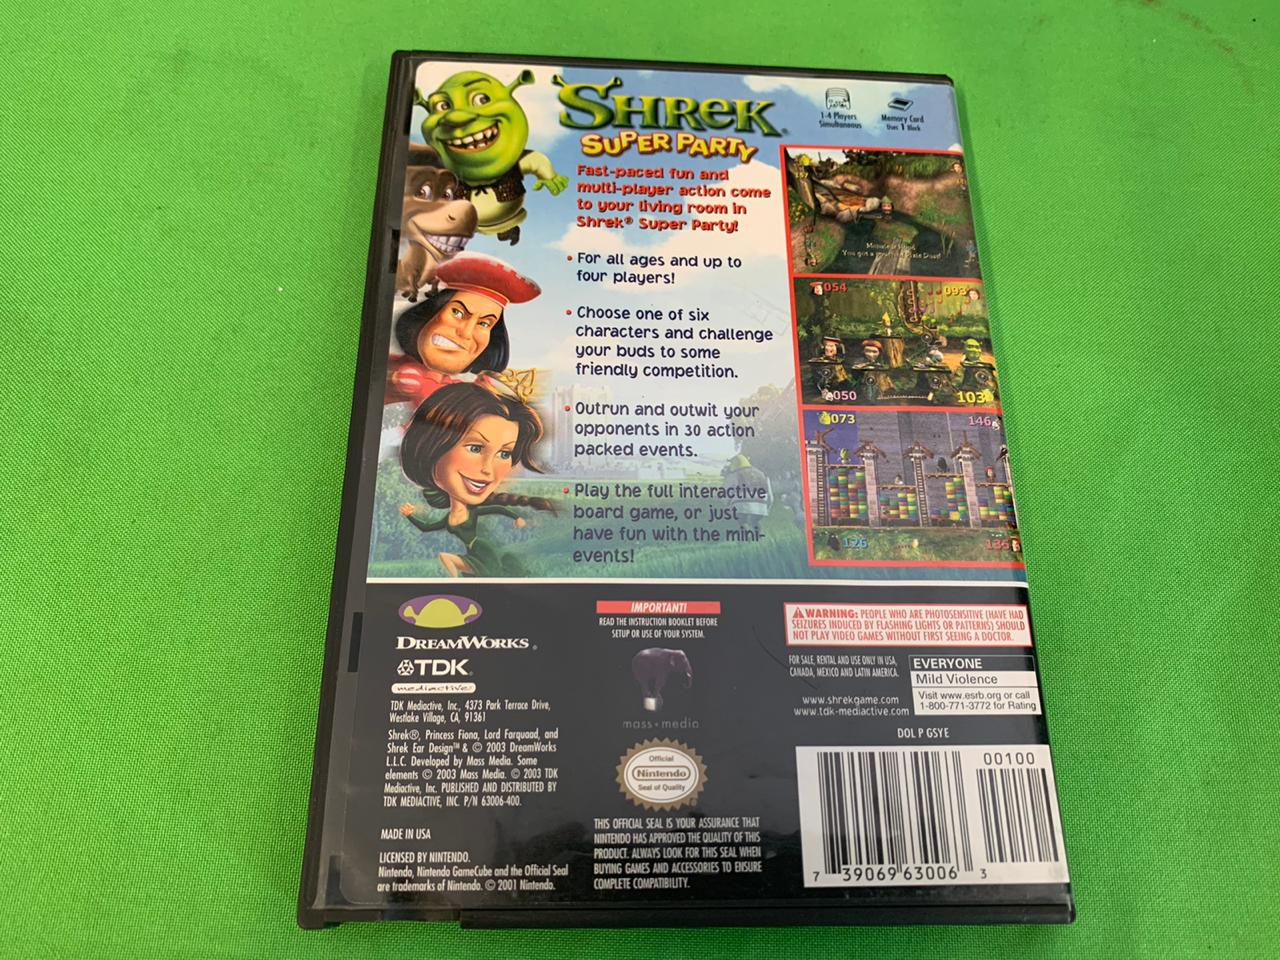 SHREK
SUPER PARTY
1-4 Players
Simultaneous
Memory Card
Uses 1 Block
Fast-paced fun and
multi-player action come
to your living room in
Shrek® Super Party!
• For all ages and up to
four players!
• Choose one of six
characters and challenge
your buds to some
friendly competition.
• Outrun and outwit your
opponents in 30 action
packed events.
• Play the full interactive
board game, or just
have fun with the mini-
events!
157
You got a
054
093
050
103
073
146
126
136
DREAMWORKS
TDK
mediactive
TDK Mediactive, Inc., 4373 Park Terrace Drive,
Westlake Village, CA, 91361
Shrek®, Princess Fiona, Lord Farquaad, and
Shrek Ear Design™ & © 2003 DreamWorks
L.L.C. Developed by Mass Media. Some
elements © 2003 Mass Media. © 2003 TDK
Mediactive, Inc. PUBLISHED AND DISTRIBUTED BY
TDK MEDIACTIVE, INC. P/N 63006-400.
MADE IN USA
LICENSED BY NINTENDO.
Nintendo, Nintendo GameCube and the Official Seal
are trademarks of Nintendo. © 2001 Nintendo.
IMPORTANT!
READ THE INSTRUCTION BOOKLET BEFORE
SETUP OR USE OF YOUR SYSTEM.
mass•media
Official
Nintendo
Seal of Quality
THIS OFFICIAL SEAL IS YOUR ASSURANCE THAT
NINTENDO HAS APPROVED THE QUALITY OF THIS
PRODUCT. ALWAYS LOOK FOR THIS SEAL WHEN
BUYING GAMES AND ACCESSORIES TO ENSURE
COMPLETE COMPATIBILITY.
WARNING: PEOPLE WHO ARE PHOTOSENSITIVE (HAVE HAD
SEIZURES INDUCED BY FLASHING LIGHTS OR PATTERNS) SHOULD
NOT PLAY VIDEO GAMES WITHOUT FIRST SEEING A DOCTOR.
FOR SALE, RENTAL AND USE ONLY IN USA,
CANADA, MEXICO AND LATIN AMERICA.
www.shrekgame.com
www.tdk-mediactive.com
EVERYONE
Mild Violence
Visit www.esrb.org or call
1-800-771-3772 for Rating
DOL P GSYE
00100
7 39069 63006 3